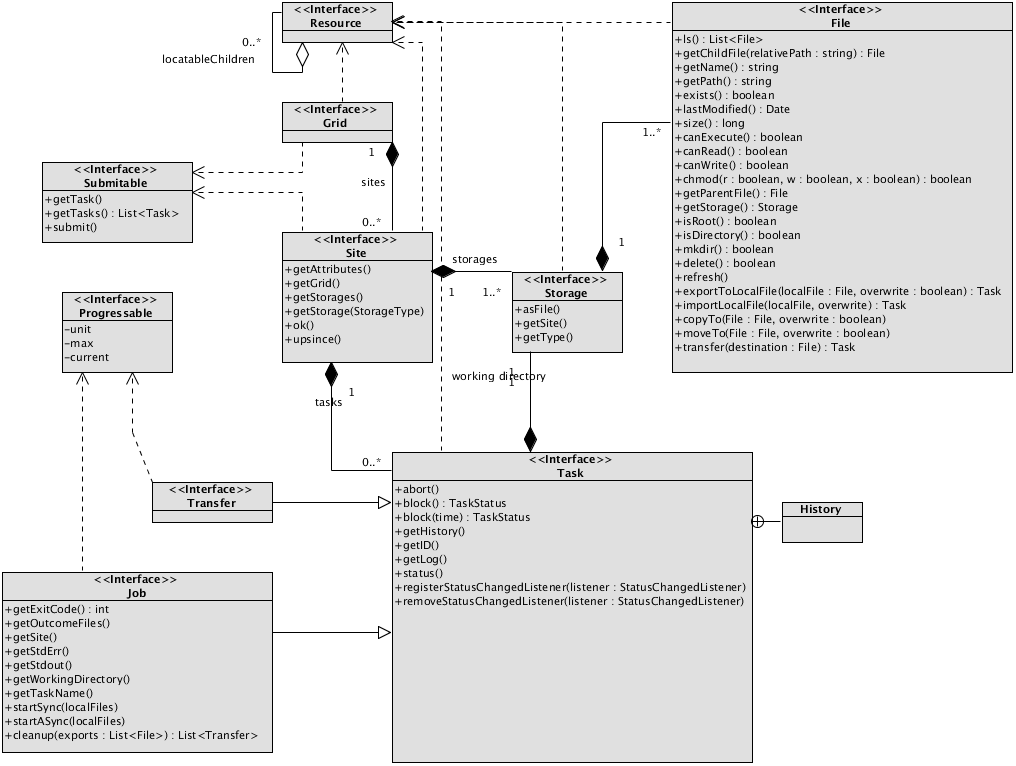 <<Interface>>
Resource
0..*
locatableChildren
<<Interface>>
Grid
1
sites
0..*
<<Interface>>
Submitable
+getTask()
+getTasks() : List<Task>
+submit()
<<Interface>>
Site
+getAttributes()
+getGrid()
+getStorages()
+getStorage(StorageType)
+ok()
+upsince()
storages
1
1..*
<<Interface>>
Storage
+asFile()
+getSite()
+getType()
1
1..*
<<Interface>>
File
+ls() : List<File>
+getChildFile(relativePath : string) : File
+getName() : string
+getPath() : string
+exists() : boolean
+lastModified() : Date
+size() : long
+canExecute() : boolean
+canRead() : boolean
+canWrite() : boolean
+chmod(r : boolean, w : boolean, x : boolean) : boolean
+getParentFile() : File
+getStorage() : Storage
+isRoot() : boolean
+isDirectory() : boolean
+mkdir() : boolean
+delete() : boolean
+refresh()
+exportToLocalFile(localFile : File, overwrite : boolean) : Task
+importLocalFile(localFile, overwrite) : Task
+copyTo(File : File, overwrite : boolean)
+moveTo(File : File, overwrite : boolean)
+transfer(destination : File) : Task
<<Interface>>
Progressable
-unit
-max
-current
1
tasks
0..*
1
working directory
1
<<Interface>>
Transfer
<<Interface>>
Task
+abort()
+block() : TaskStatus
+block(time) : TaskStatus
+getHistory()
+getID()
+getLog()
+status()
+registerStatusChangedListener(listener : StatusChangedListener)
+removeStatusChangedListener(listener : StatusChangedListener)
History
<<Interface>>
Job
+getExitCode() : int
+getOutcomeFiles()
+getSite()
+getStdErr()
+getStdout()
+getWorkingDirectory()
+getTaskName()
+startSync(localFiles)
+startASync(localFiles)
+cleanup(exports : List<File>) : List<Transfer>